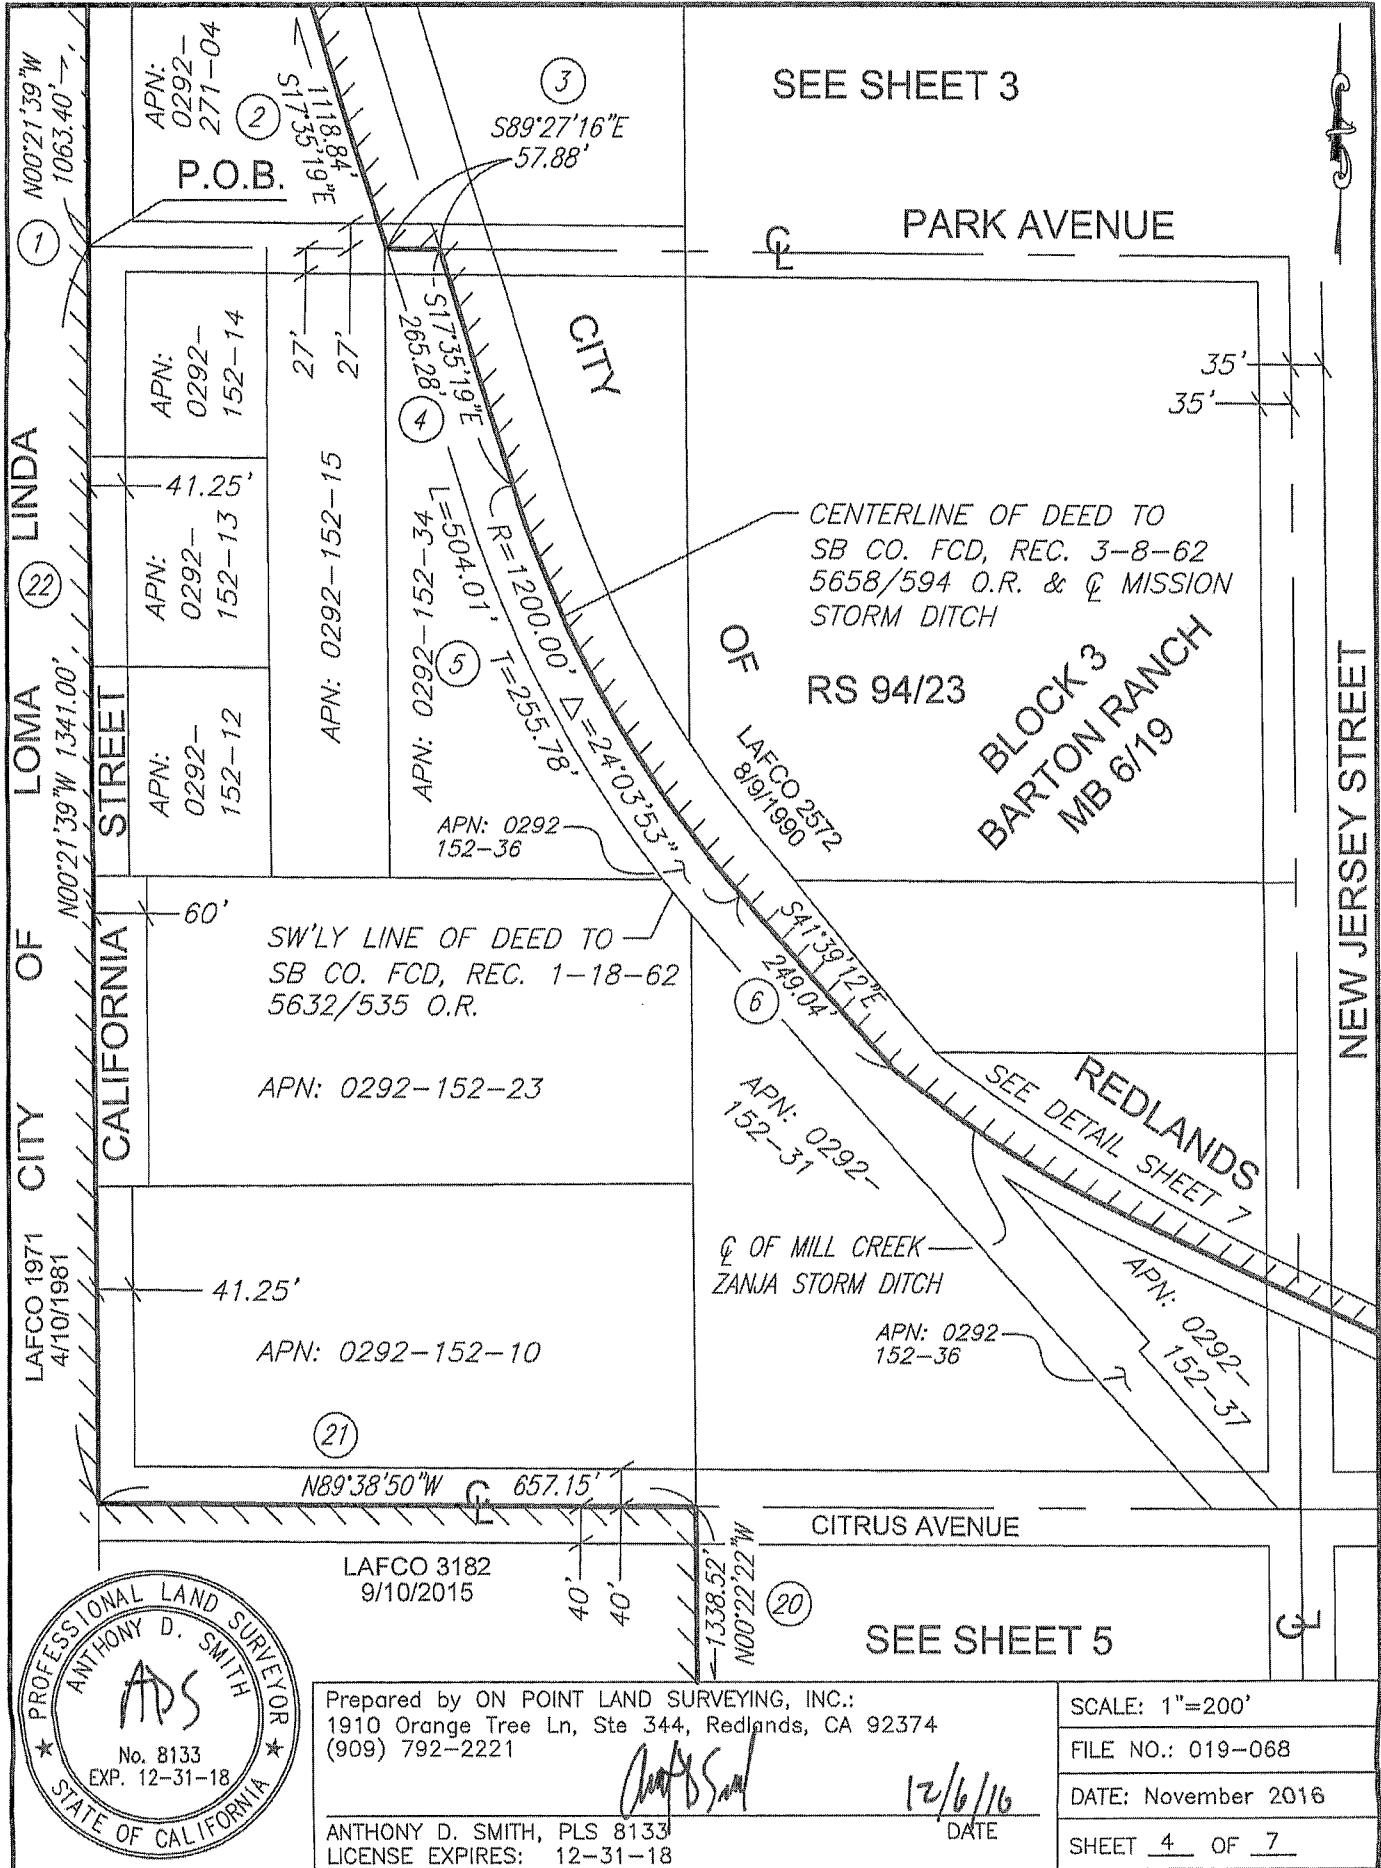 SEE SHEET 3
N00°21'39"W
1063.40'
1
APN:
0292-
271-04
2
1118.84'
S17°35'19"E
3
S89°27'16"E
57.88'
P.O.B.
PARK AVENUE
CL
27'
27'
S17°35'19"E
265.28'
4
CITY
35'
35'
APN:
0292-
152-14
41.25'
APN:
0292-
152-13
APN:
0292-
152-12
APN: 0292-152-15
APN: 0292-152-34
5
L=504.01' T=255.78'
R=1200.00' Δ=24°03'53"
CENTERLINE OF DEED TO
SB CO. FCD, REC. 3-8-62
5658/594 O.R. & CL MISSION
STORM DITCH
OF
RS 94/23
BLOCK 3
BARTON RANCH
MB 6/19
LAFCO 2572
8/9/1990
NEW JERSEY STREET
CITY OF LOMA LINDA
22
N00°21'39"W 1341.00'
CALIFORNIA STREET
APN: 0292
152-36
60'
SW'LY LINE OF DEED TO
SB CO. FCD, REC. 1-18-62
5632/535 O.R.
S41°39'12"E
249.04'
6
APN: 0292-152-23
APN: 0292-
152-31
REDLANDS
SEE DETAIL SHEET 7
CL OF MILL CREEK
ZANJA STORM DITCH
APN: 0292-
152-37
APN: 0292
152-36
LAFCO 1971
4/10/1981
41.25'
APN: 0292-152-10
21
N89°38'50"W 657.15'
CL
CITRUS AVENUE
LAFCO 3182
9/10/2015
40'
40'
1338.52'
N00°22'22"W
20
SEE SHEET 5
CL
PROFESSIONAL LAND SURVEYOR
ANTHONY D. SMITH
ADS
No. 8133
EXP. 12-31-18
STATE OF CALIFORNIA
Prepared by ON POINT LAND SURVEYING, INC.:
1910 Orange Tree Ln, Ste 344, Redlands, CA 92374
(909) 792-2221
12/6/16
ANTHONY D. SMITH, PLS 8133
DATE
LICENSE EXPIRES: 12-31-18
SCALE: 1"=200'
FILE NO.: 019-068
DATE: November 2016
SHEET 4 OF 7